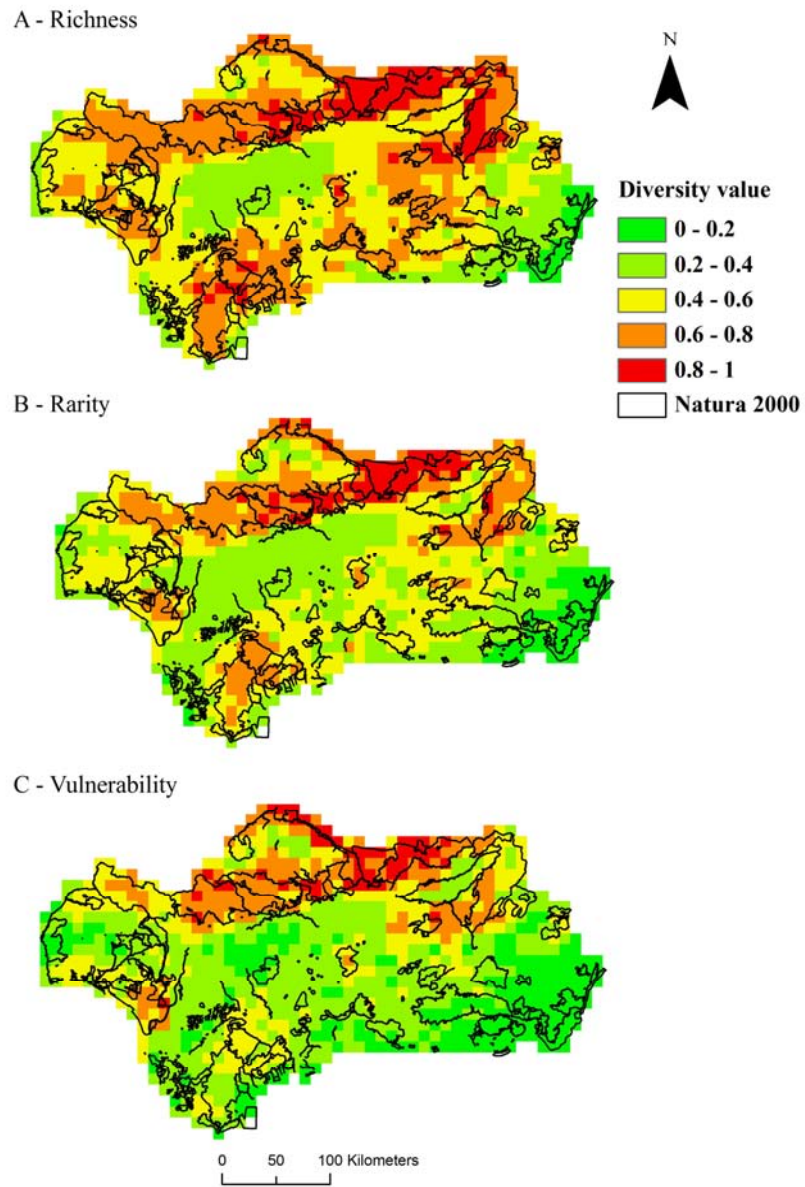 A - Richness
N
Diversity value
0 - 0.2
0.2 - 0.4
0.4 - 0.6
0.6 - 0.8
0.8 - 1
Natura 2000
B - Rarity
C - Vulnerability
0 50 100 Kilometers